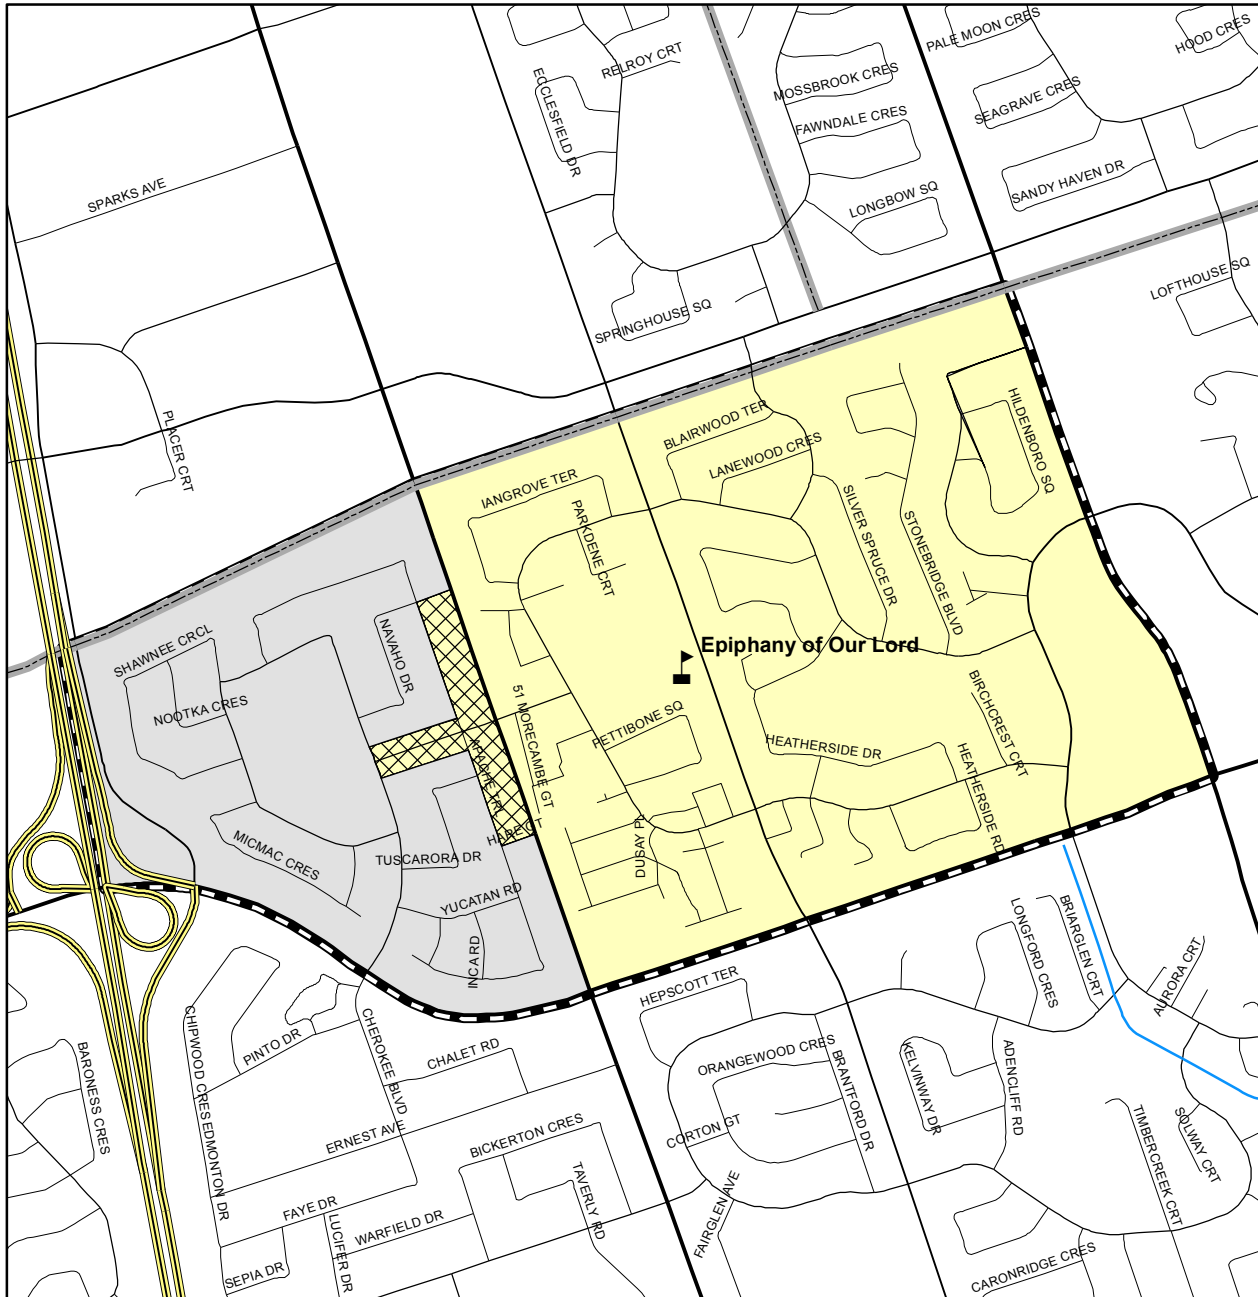 PALE MOON CRES
HOOD CRES
RELROY CRT
ECCLESFIELD DR
MOSSBROOK CRES
SEAGRAVE CRES
FAWNDALE CRES
SPARKS AVE
LONGBOW SQ
SANDY HAVEN DR
LOFTHOUSE SQ
SPRINGHOUSE SQ
PLACER CRT
BLAIRWOOD TER
HILDENBORO SQ
LANEWOOD CRES
IANGROVE TER
PARKDENE CRT
SILVER SPRUCE DR
STONEBRIDGE BLVD
SHAWNEE CRCL
NAVAHO DR
Epiphany of Our Lord
NOOTKA CRES
51 MORECAMBE GT
PETTIBONE SQ
BIRCHCREST CRT
HEATHERSIDE DR
APACHE TRL
HEATHERSIDE RD
HARE CT
DUSAY PL
MICMAC CRES
TUSCARORA DR
YUCATAN RD
INCA RD
LONGFORD CRES
BRIARGLEN CRT
AURORA CRT
HEPSCOTT TER
CHIPWOOD CRES
PINTO DR
CHEROKEE BLVD
CHALET RD
ORANGEWOOD CRES
BRANTFORD DR
KELVINWAY DR
ADENCLIFF RD
BARONESS CRES
EDMONTON DR
ERNEST AVE
BICKERTON CRES
CORTON GT
TIMBERCREEK CRT
SOLWAY CRT
FAYE DR
LUCIFER DR
WARFIELD DR
TAVERLY RD
FAIRGLEN AVE
SEPIA DR
CARONRIDGE CRES